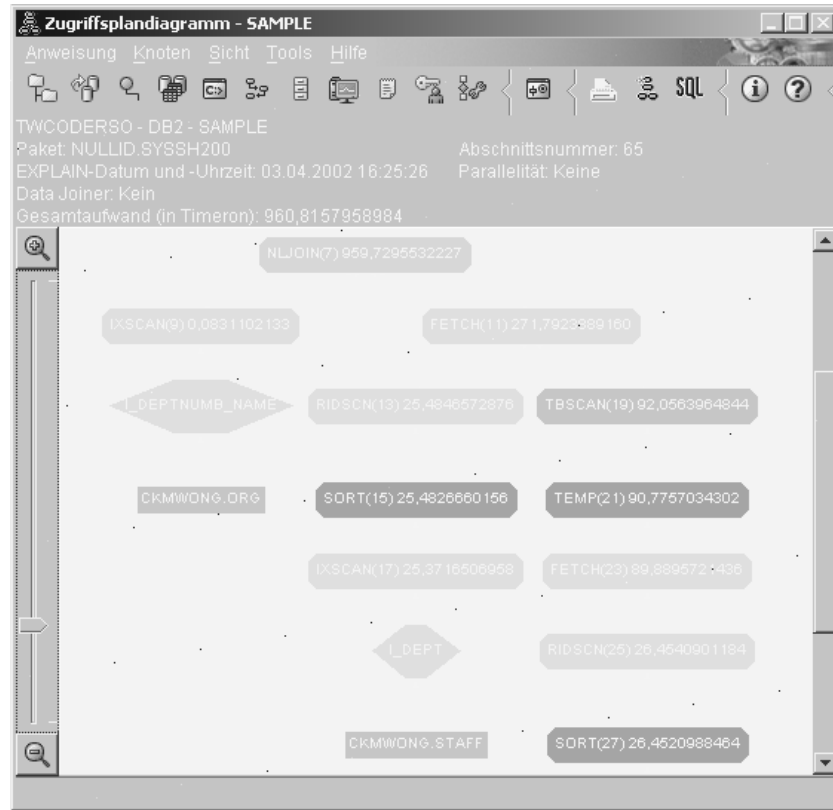 Zugriffsplandiagramm - SAMPLE
Anweisung Knoten Sicht Tools Hilfe
SQL
TWCODERSO - DB2 - SAMPLE
Paket: NULLID.SYSSH200 Abschnittsnummer: 65
EXPLAIN-Datum und -Uhrzeit: 03.04.2002 16:25:26 Parallelität: Keine
Data Joiner: Kein
Gesamtaufwand (in Timeron): 960,8157958984
NLJOIN(7) 959,7295532227
IXSCAN(9) 0,0831102133 FETCH(11) 271,7923889160
I_DEPTNUMB_NAME RIDSCN(13) 25,4846572876 TBSCAN(19) 92,0563964844
CKMWONG.ORG SORT(15) 25,4826660156 TEMP(21) 90,7757034302
IXSCAN(17) 25,3716506958 FETCH(23)
I_DEPT RIDSCN(25) 26,4540901184
CKMWONG.STAFF SORT(27) 26,4520988464